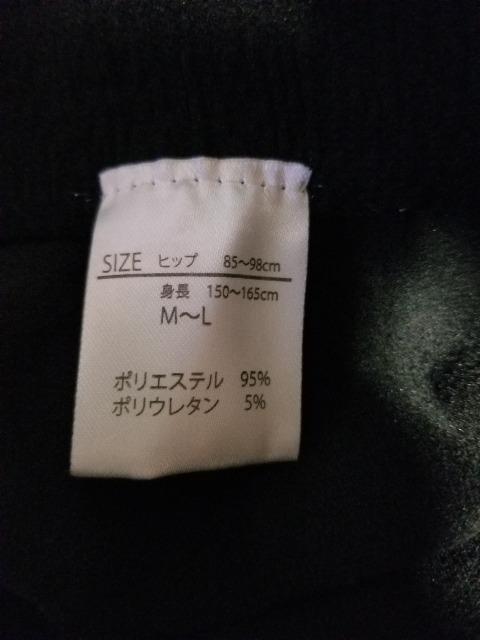 SIZE ヒップ 85〜98cm
身長 150〜165cm
M〜L
ポリエステル 95%
ポリウレタン 5%